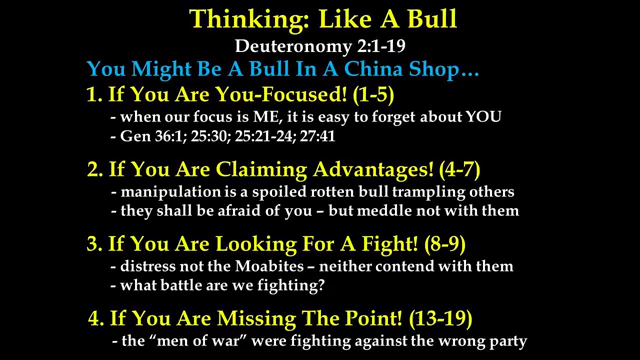 Thinking: Like A Bull
Deuteronomy 2:1-19
You Might Be A Bull In A China Shop…
1. If You Are You-Focused! (1-5)
- when our focus is ME, it is easy to forget about YOU
- Gen 36:1; 25:30; 25:21-24; 27:41
2. If You Are Claiming Advantages! (4-7)
- manipulation is a spoiled rotten bull trampling others
- they shall be afraid of you – but meddle not with them
3. If You Are Looking For A Fight! (8-9)
- distress not the Moabites – neither contend with them
- what battle are we fighting?
4. If You Are Missing The Point! (13-19)
- the “men of war” were fighting against the wrong party